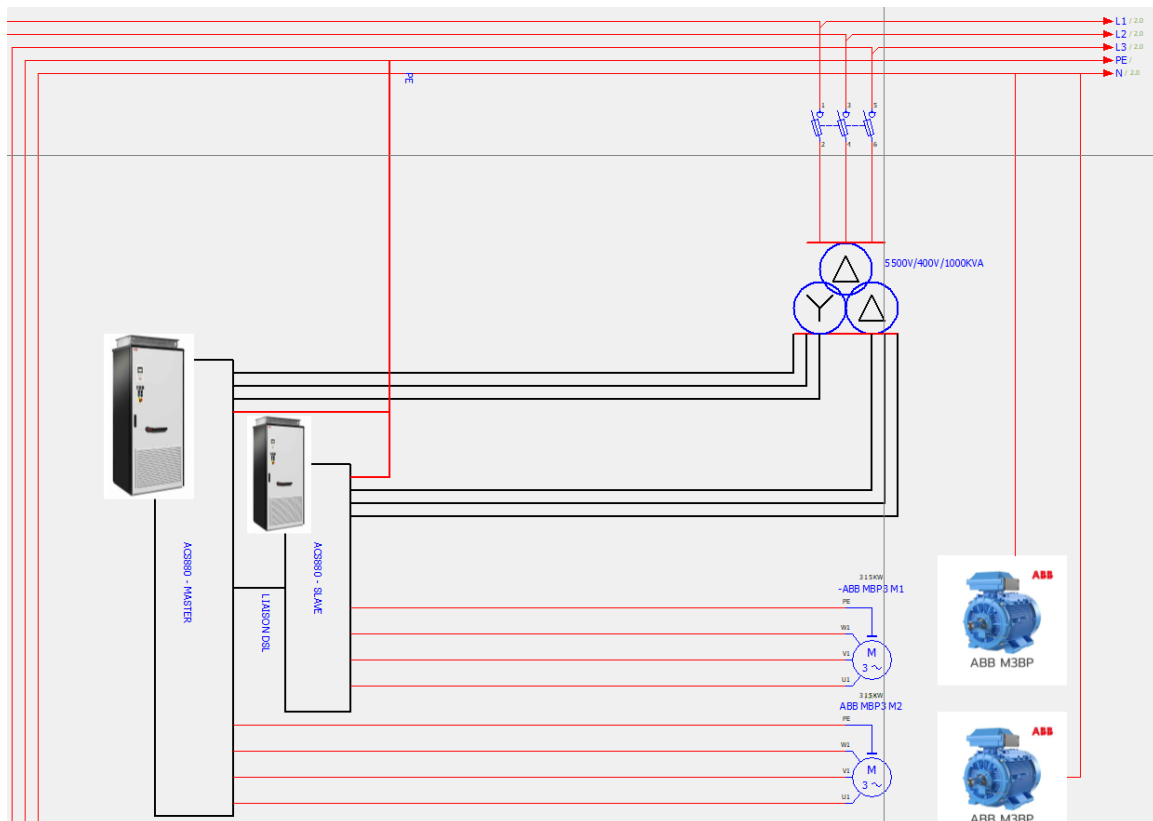 L1 / 2.0
L2 / 2.0
L3 / 2.0
PE /
N / 2.0
PE
1 3 5
2 4 6
5500V/400V/1000KVA
ACS880 - MASTER
ACS880 - SLAVE
LIAISON DSL
315KW
-ABB MBP3 M1
PE
W1
V1
U1
M
3 ~
315KW
ABB MBP3 M2
PE
W1
V1
U1
M
3 ~
ABB
ABB M3BP
ABB
ABB M3BP